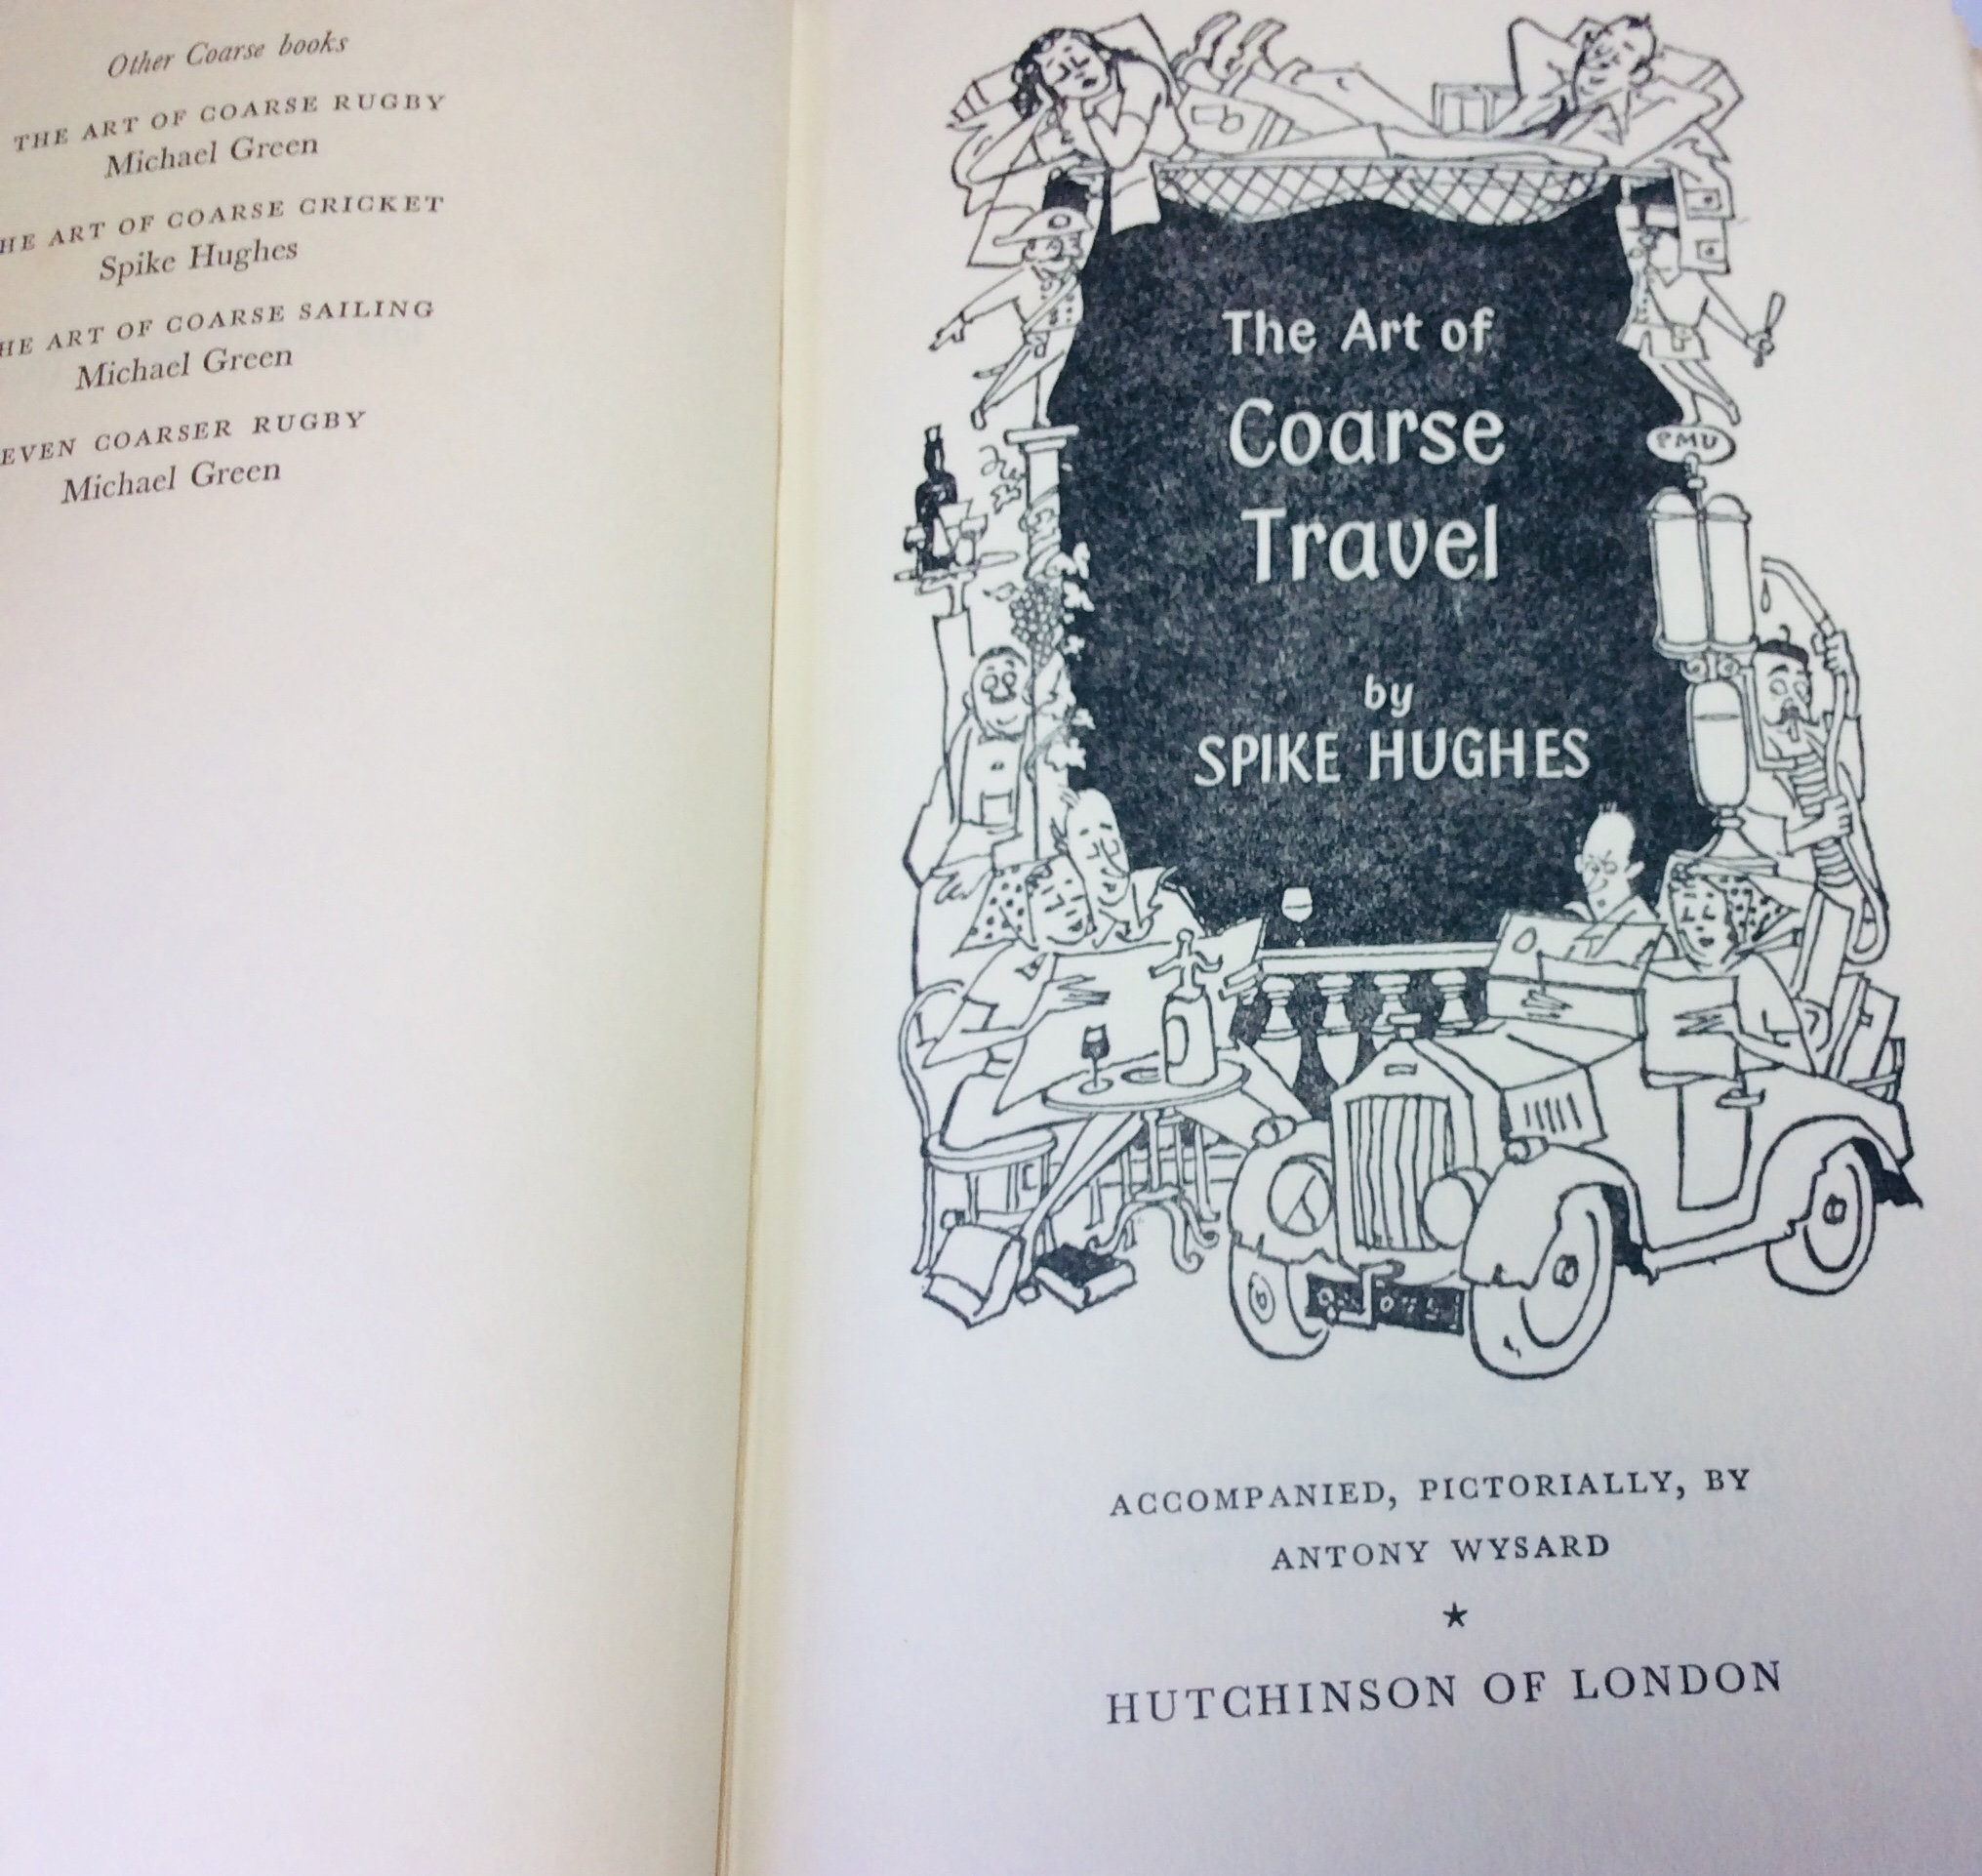 Other Coarse books
THE ART OF COARSE RUGBY
Michael Green
HE ART OF COARSE CRICKET
Spike Hughes
HE ART OF COARSE SAILING
Michael Green
EVEN COARSER RUGBY
Michael Green
The Art of
Coarse
Travel
by
SPIKE HUGHES
PMU
ACCOMPANIED, PICTORIALLY, BY
ANTONY WYSARD
★
HUTCHINSON OF LONDON